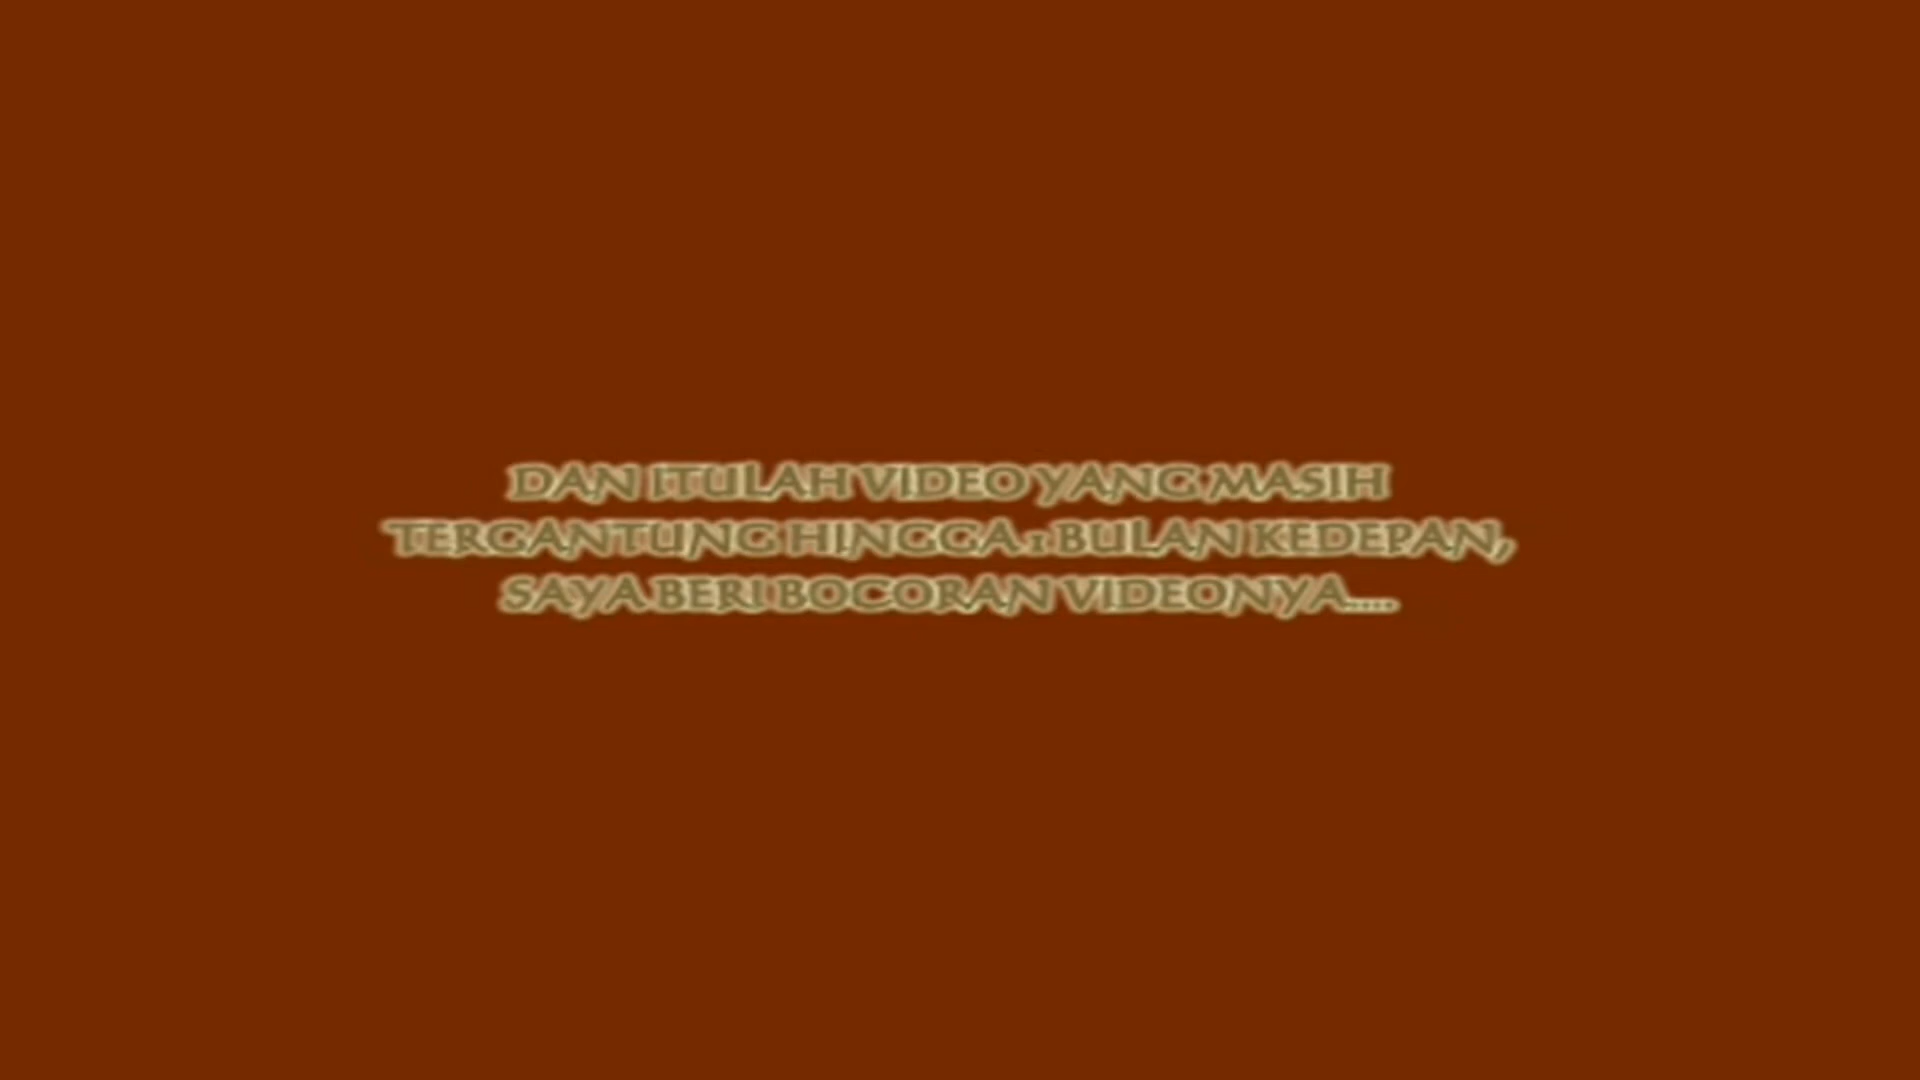 DAN ITULAH VIDEO YANG MASIH
TERGANTUNG HINGGA 1 BULAN KEDEPAN,
SAYA BERI BOCORAN VIDEONYA....